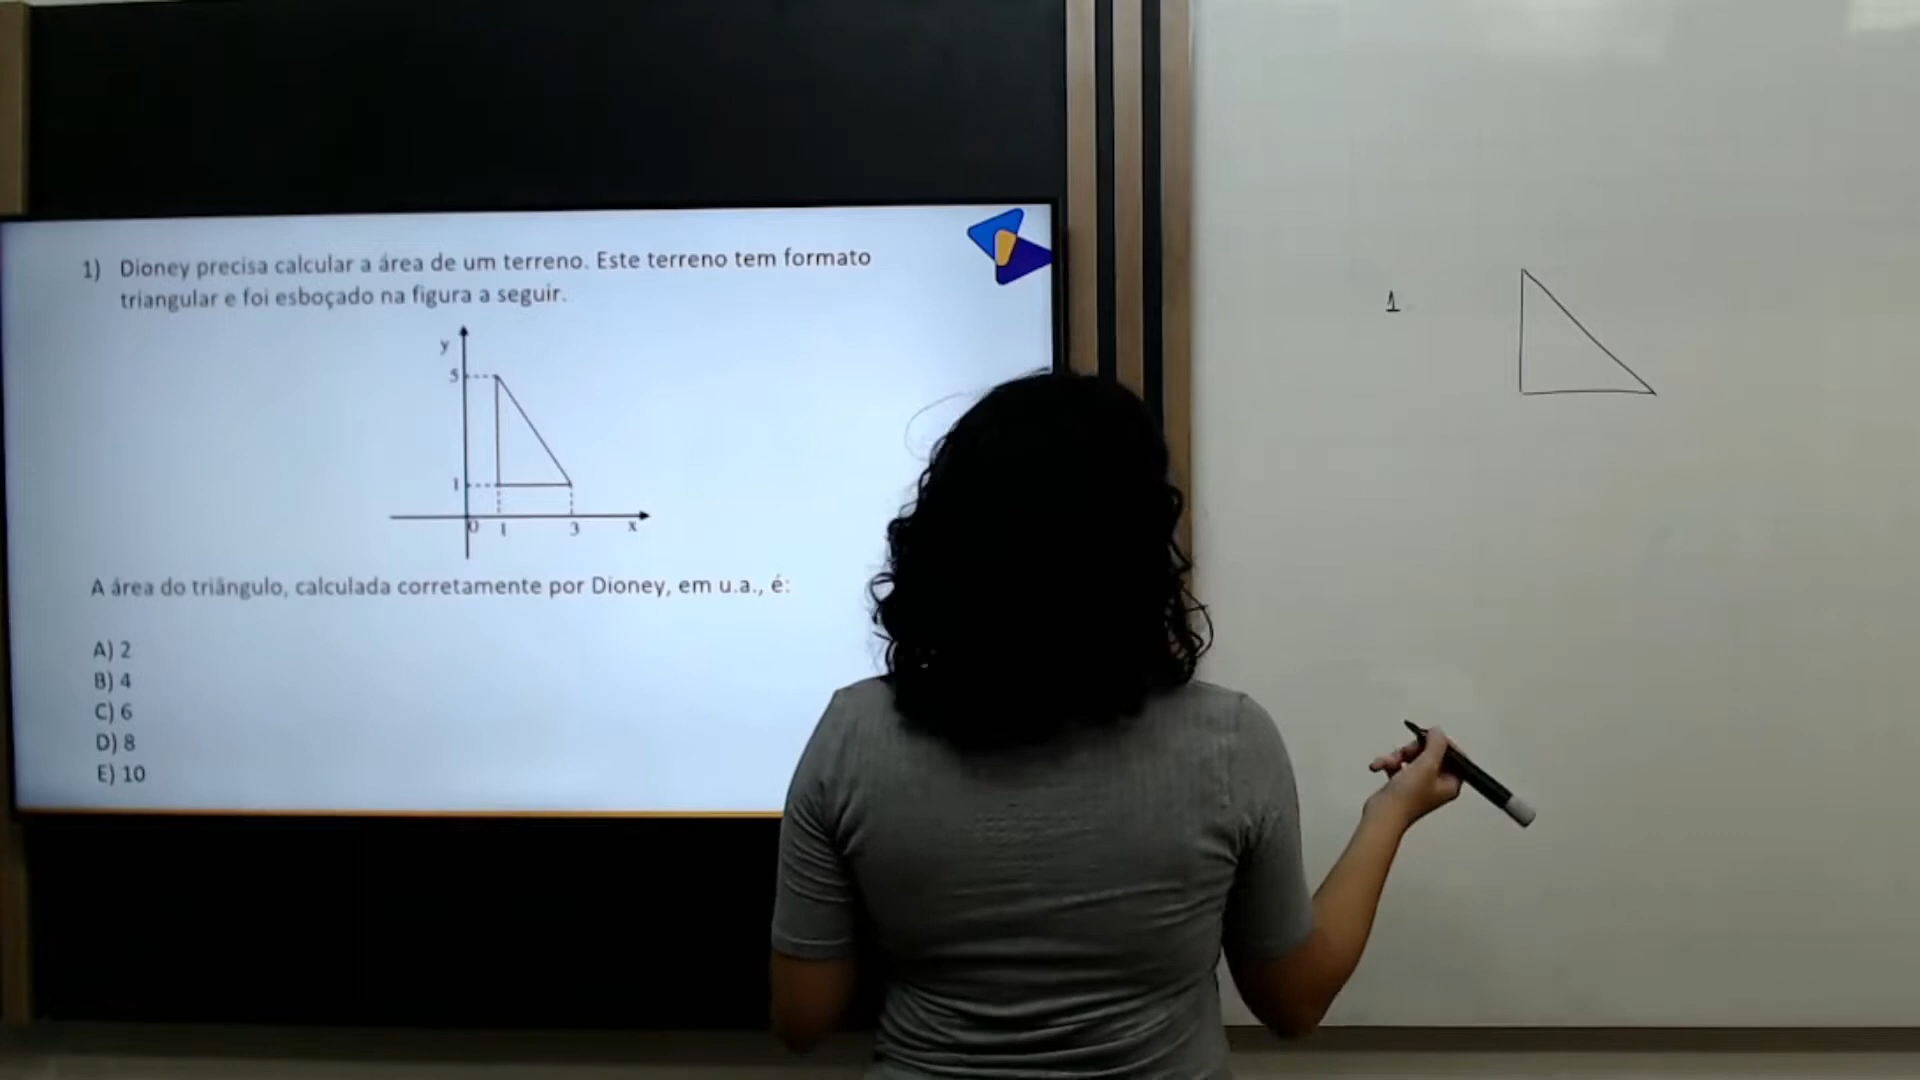 1) Dioney precisa calcular a área de um terreno. Este terreno tem formato
triangular e foi esboçado na figura a seguir.
y
5
1
0 1 3 x
A área do triângulo, calculada corretamente por Dioney, em u.a., é:
A) 2
B) 4
C) 6
D) 8
E) 10
1